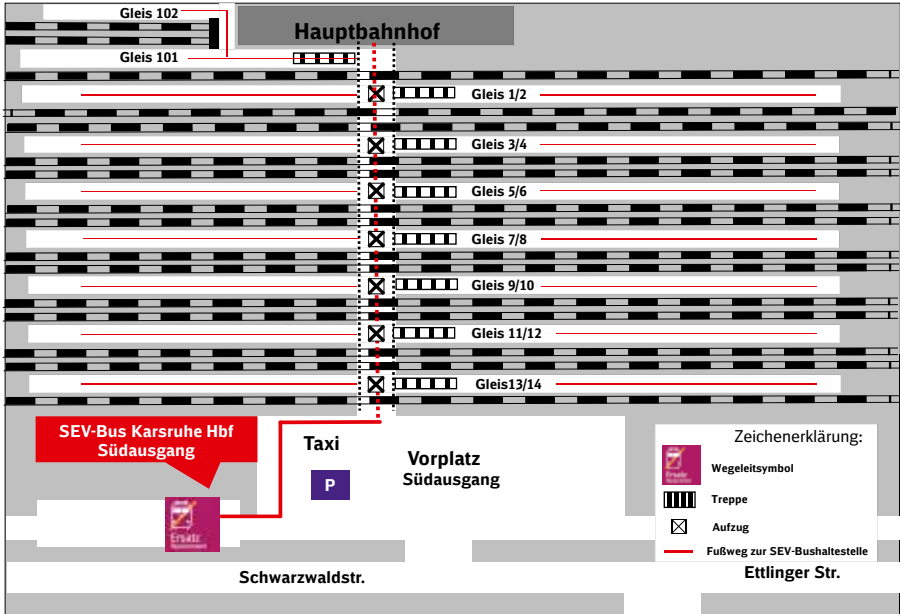 Gleis 102
Hauptbahnhof
Gleis 101
Gleis 1/2
Gleis 3/4
Gleis 5/6
Gleis 7/8
Gleis 9/10
Gleis 11/12
Gleis13/14
SEV-Bus Karsruhe Hbf
Südausgang
Taxi
P
Vorplatz
Südausgang
Ersatz
Schwarzwaldstr.
Ettlinger Str.
Zeichenerklärung:
Ersatz
Wegeleitsymbol
Treppe
Aufzug
Fußweg zur SEV-Bushaltestelle